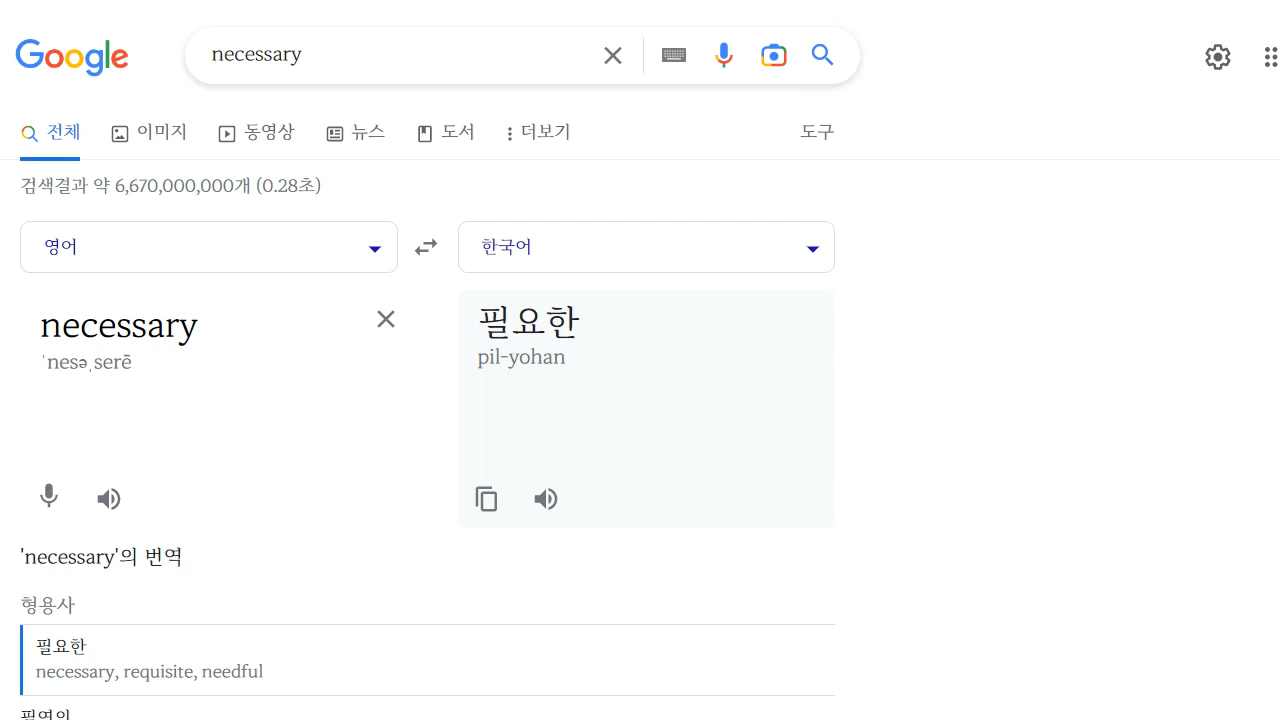 Google
necessary
전체 이미지 동영상 뉴스 도서 더보기 도구
검색결과 약 6,670,000,000개 (0.28초)
영어 한국어
necessary
ˈnesəˌserē
필요한
pil-yohan
'necessary'의 번역
형용사
필요한
necessary, requisite, needful
필연의